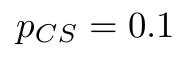 $p_{CS} = 0.1$